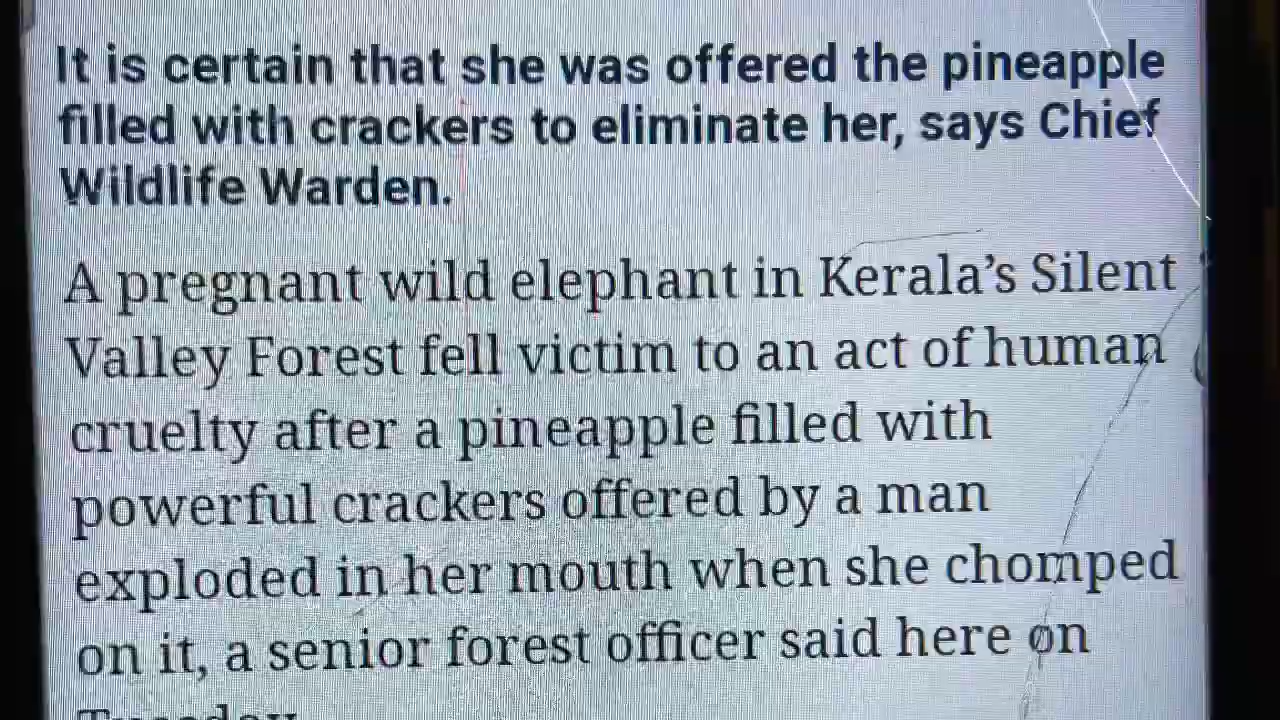 It is certain that she was offered the pineapple
filled with crackers to eliminate her, says Chief
Wildlife Warden.
A pregnant wild elephant in Kerala’s Silent
Valley Forest fell victim to an act of human
cruelty after a pineapple filled with
powerful crackers offered by a man
exploded in her mouth when she chomped
on it, a senior forest officer said here on
Tuesday